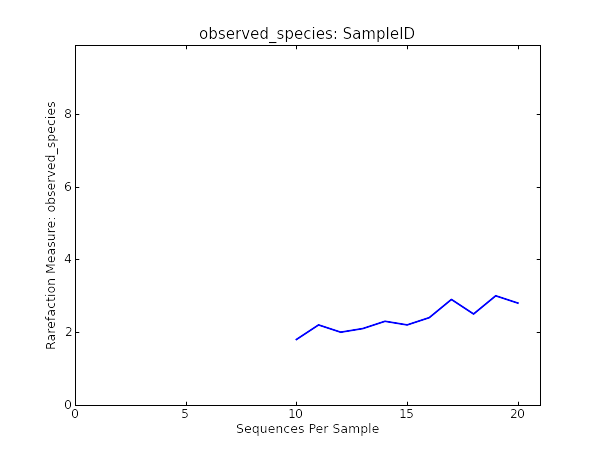 observed_species: SampleID
Rarefaction Measure: observed_species
8
6
4
2
0
0 5 10 15 20
Sequences Per Sample